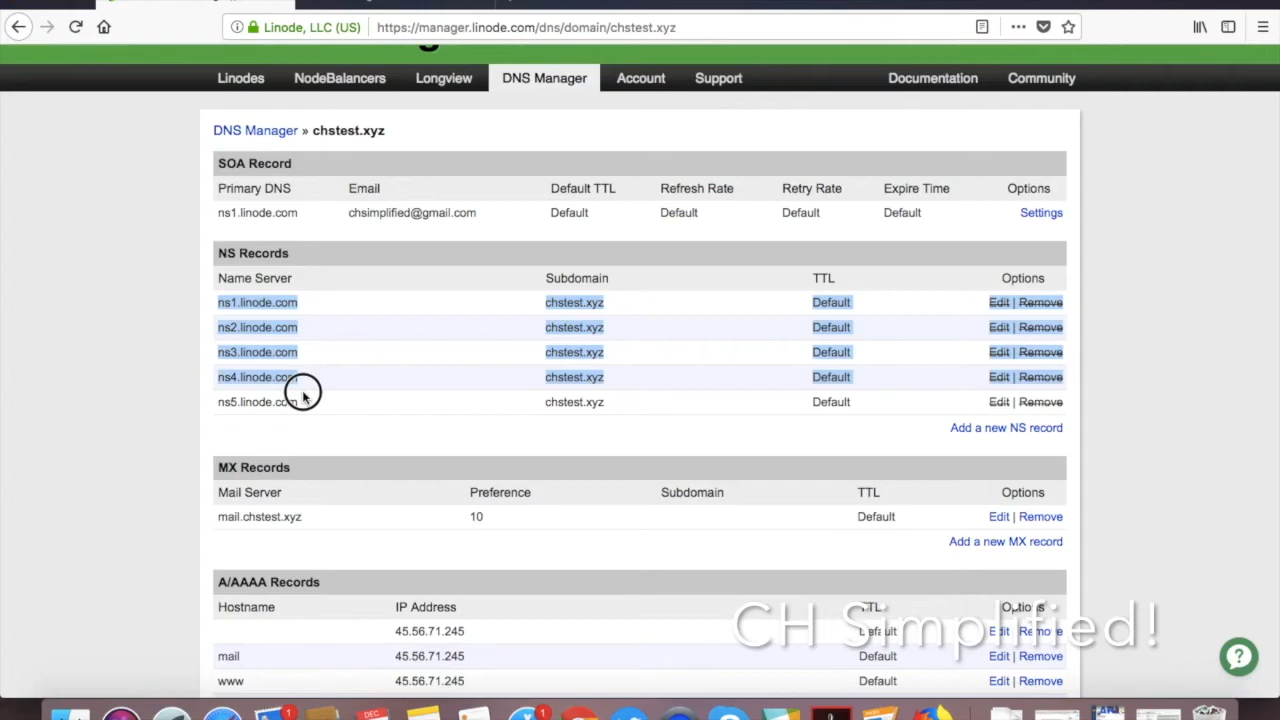 Linode, LLC (US) https://manager.linode.com/dns/domain/chstest.xyz
Linodes NodeBalancers Longview DNS Manager Account Support Documentation Community
DNS Manager » chstest.xyz
SOA Record
Primary DNS Email Default TTL Refresh Rate Retry Rate Expire Time Options
ns1.linode.com chsimplified@gmail.com Default Default Default Default Settings
NS Records
Name Server Subdomain TTL Options
ns1.linode.com chstest.xyz Default Edit | Remove
ns2.linode.com chstest.xyz Default Edit | Remove
ns3.linode.com chstest.xyz Default Edit | Remove
ns4.linode.com chstest.xyz Default Edit | Remove
ns5.linode.com chstest.xyz Default Edit | Remove
Add a new NS record
MX Records
Mail Server Preference Subdomain TTL Options
mail.chstest.xyz 10 Default Edit | Remove
Add a new MX record
A/AAAA Records
Hostname IP Address TTL Options
45.56.71.245 Default Edit | Remove
CH Simplified!
mail 45.56.71.245 Default Edit | Remove
www 45.56.71.245 Default Edit | Remove
1 DEC 1